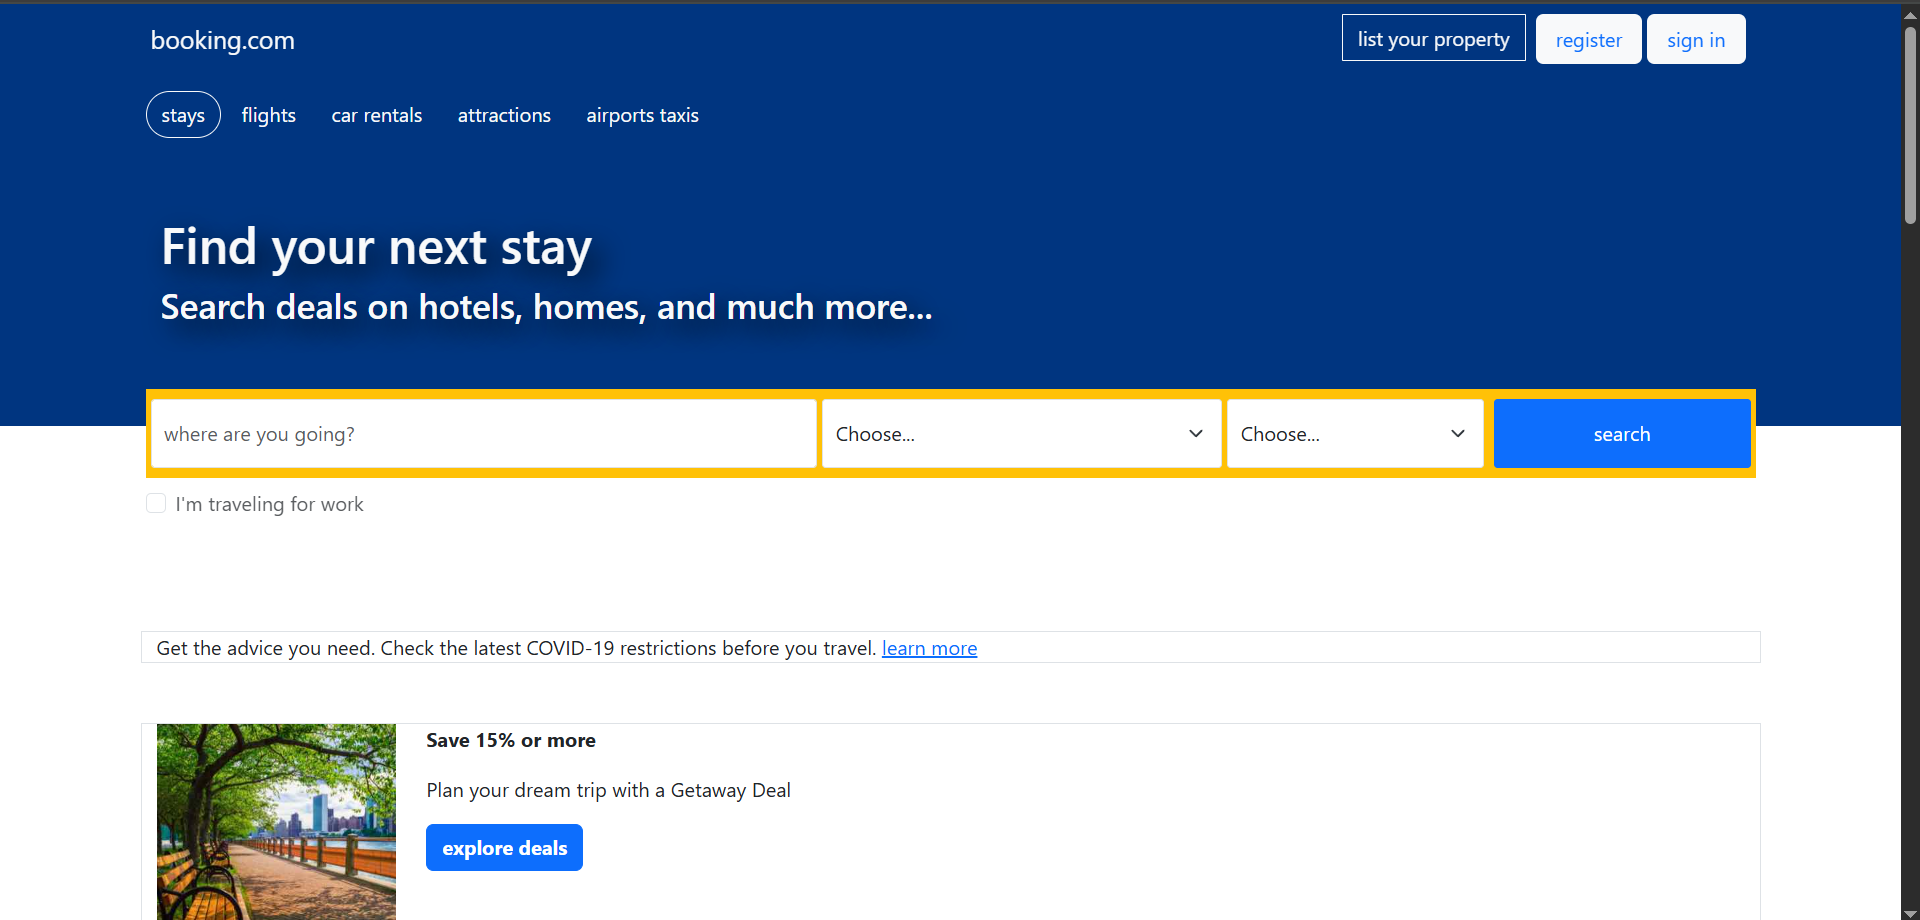 booking.com
list your property
register
sign in
stays
flights
car rentals
attractions
airports taxis
Find your next stay
Search deals on hotels, homes, and much more...
where are you going?
Choose...
Choose...
search
I'm traveling for work
Get the advice you need. Check the latest COVID-19 restrictions before you travel. learn more
Save 15% or more
Plan your dream trip with a Getaway Deal
explore deals